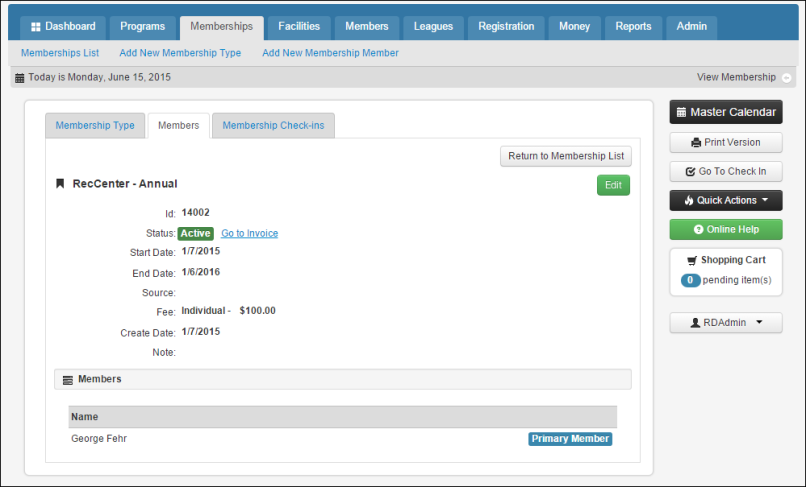 Dashboard Programs Memberships Facilities Members Leagues Registration Money Reports Admin
Memberships List Add New Membership Type Add New Membership Member
Today is Monday, June 15, 2015 View Membership
Membership Type Members Membership Check-ins
Return to Membership List
RecCenter - Annual Edit
Id: 14002
Status: Active Go to Invoice
Start Date: 1/7/2015
End Date: 1/6/2016
Source:
Fee: Individual - $100.00
Create Date: 1/7/2015
Note:
Members
Name
George Fehr Primary Member
Master Calendar
Print Version
Go To Check In
Quick Actions
Online Help
Shopping Cart
0 pending item(s)
RDAdmin